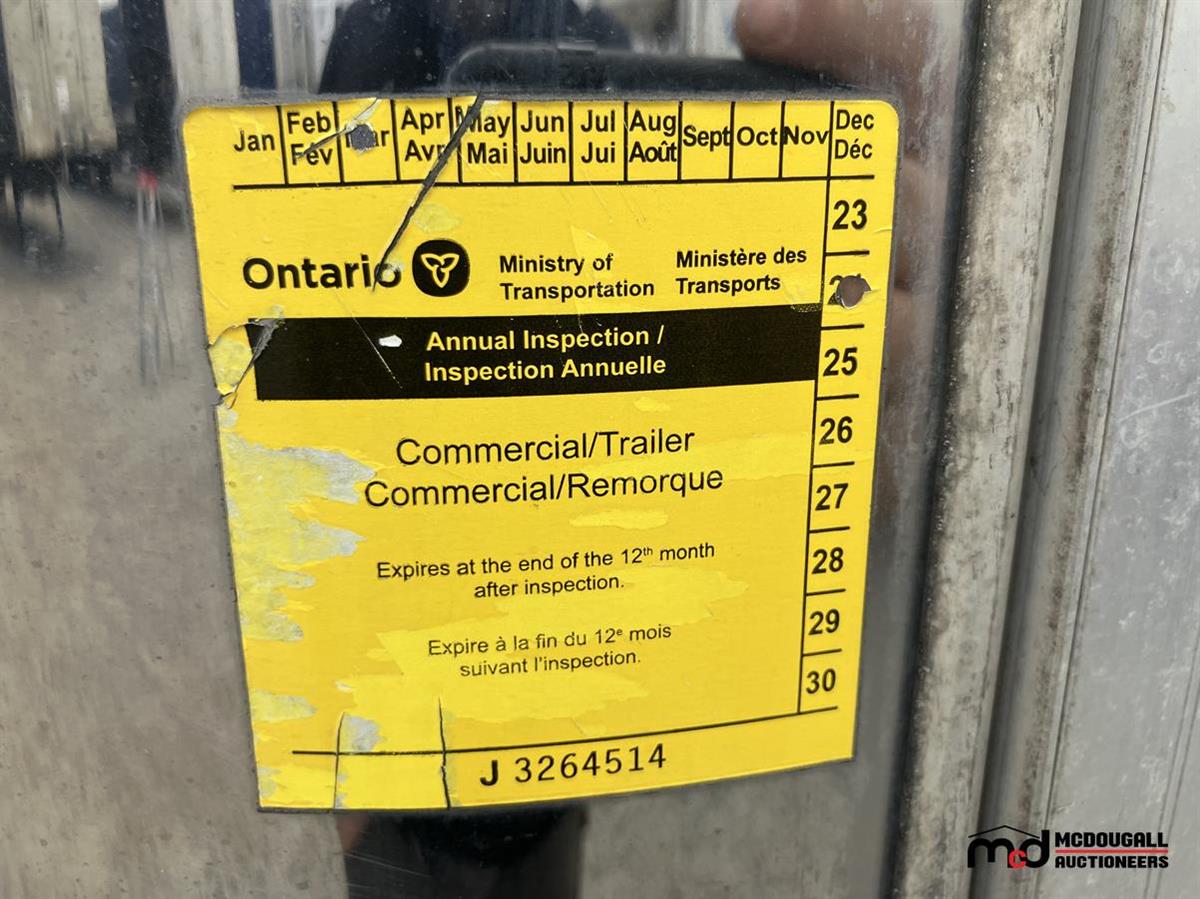 Jan Feb Apr May Jun Jul Aug Sept Oct Nov Dec
Fév Avr Mai Juin Jui Août Déc
23
Ontario Ministry of Ministère des
Transportation Transports
Annual Inspection /
Inspection Annuelle
25
Commercial/Trailer
26
Commercial/Remorque
27
Expires at the end of the 12th month
after inspection.
28
Expire à la fin du 12e mois
suivant l'inspection.
29
30
J 3264514
mcd MCDOUGALL
AUCTIONEERS